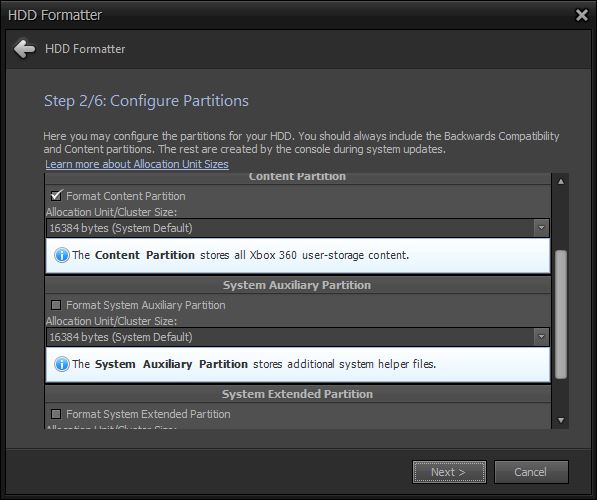 HDD Formatter
HDD Formatter
Step 2/6: Configure Partitions
Here you may configure the partitions for your HDD. You should always include the Backwards Compatibility
and Content partitions. The rest are created by the console during system updates.
Learn more about Allocation Unit Sizes
Content Partition
Format Content Partition
Allocation Unit/Cluster Size:
16384 bytes (System Default)
The Content Partition stores all Xbox 360 user-storage content.
System Auxiliary Partition
Format System Auxiliary Partition
Allocation Unit/Cluster Size:
16384 bytes (System Default)
The System Auxiliary Partition stores additional system helper files.
System Extended Partition
Format System Extended Partition
Allocation Unit/Cluster Size:
Next >
Cancel